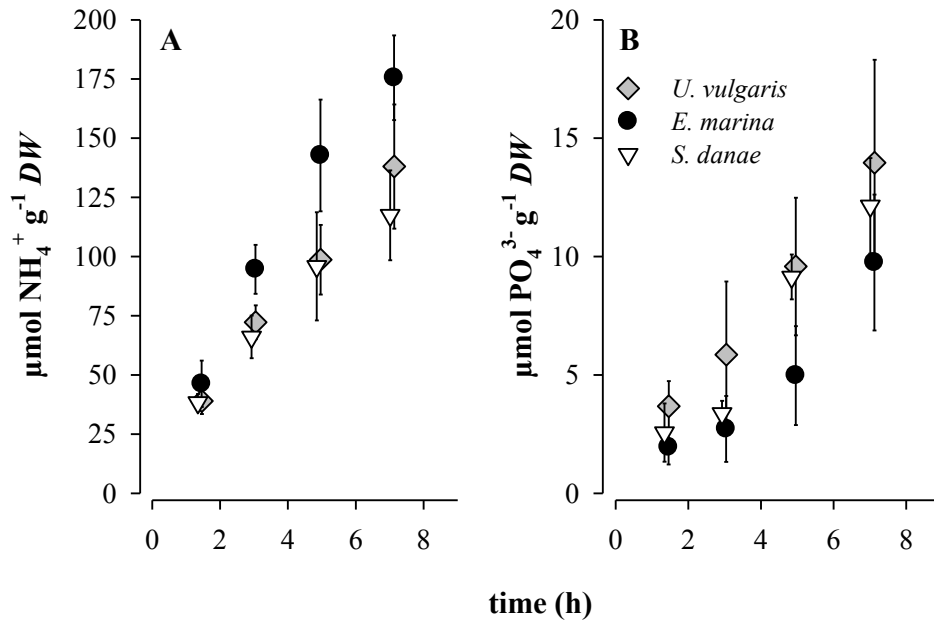 A
µmol NH₄⁺ g⁻¹ DW
200
175
150
125
100
75
50
25
0
0 2 4 6 8
B
U. vulgaris
E. marina
S. danae
µmol PO₄³⁻ g⁻¹ DW
20
15
10
5
0
0 2 4 6 8
time (h)